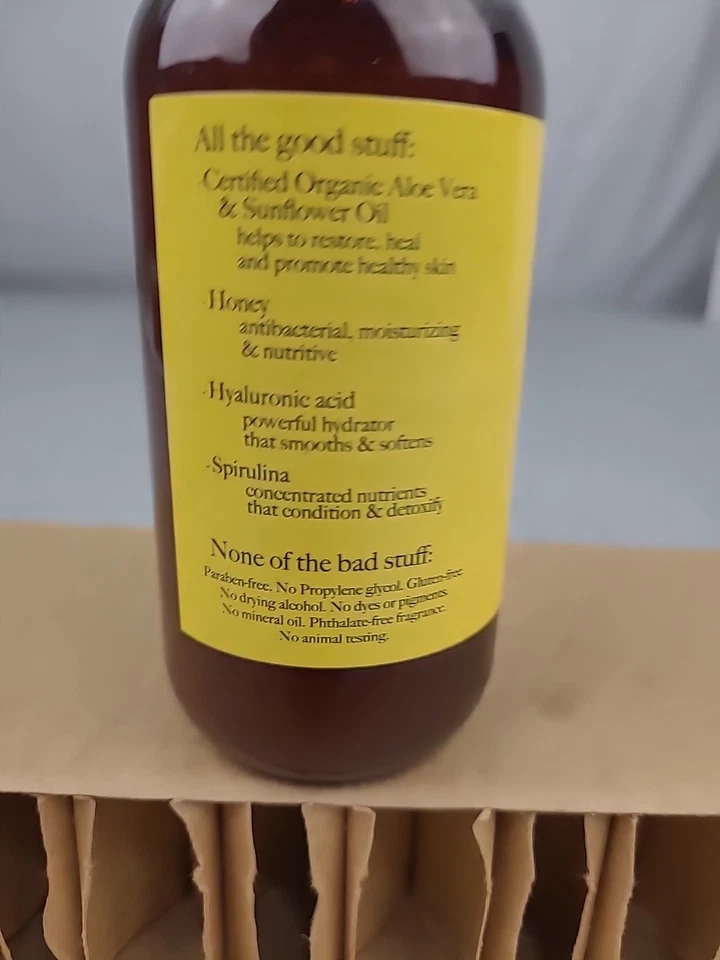 All the good stuff:
·Certified Organic Aloe Vera
& Sunflower Oil
helps to restore, heal
and promote healthy skin
·Honey
antibacterial, moisturizing
& nutritive
·Hyaluronic acid
powerful hydrator
that smooths & softens
·Spirulina
concentrated nutrients
that condition & detoxify
None of the bad stuff:
Paraben-free. No Propylene glycol. Gluten-free.
No drying alcohol. No dyes or pigments.
No mineral oil. Phthalate-free fragrance.
No animal testing.